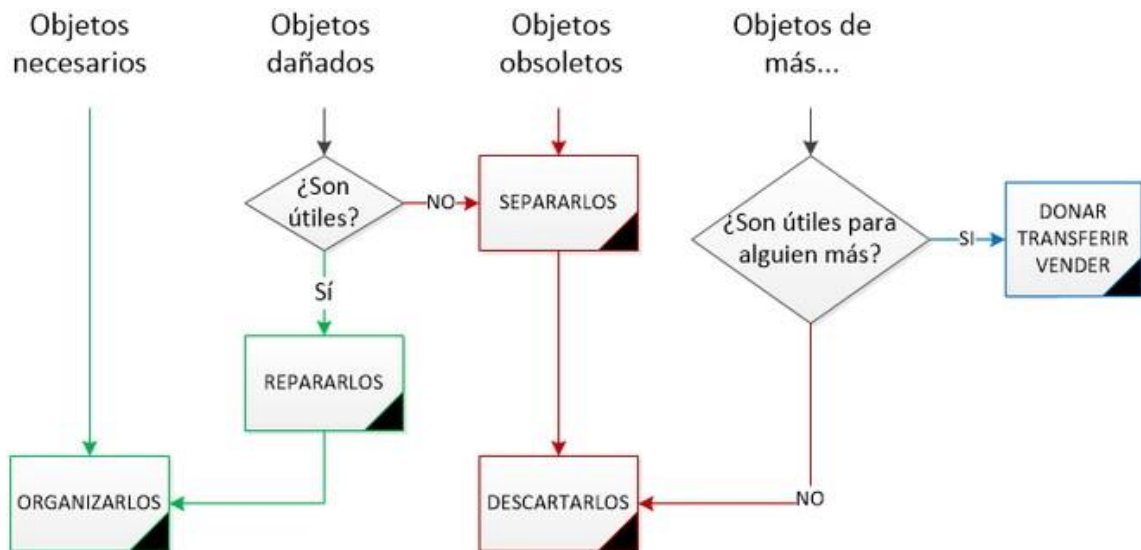 Objetos
necesarios
Objetos
dañados
Objetos
obsoletos
Objetos de
más...
¿Son
útiles?
NO
SEPARARLOS
¿Son útiles para
alguien más?
SI
DONAR
TRANSFERIR
VENDER
Sí
REPARARLOS
ORGANIZARLOS
DESCARTARLOS
NO